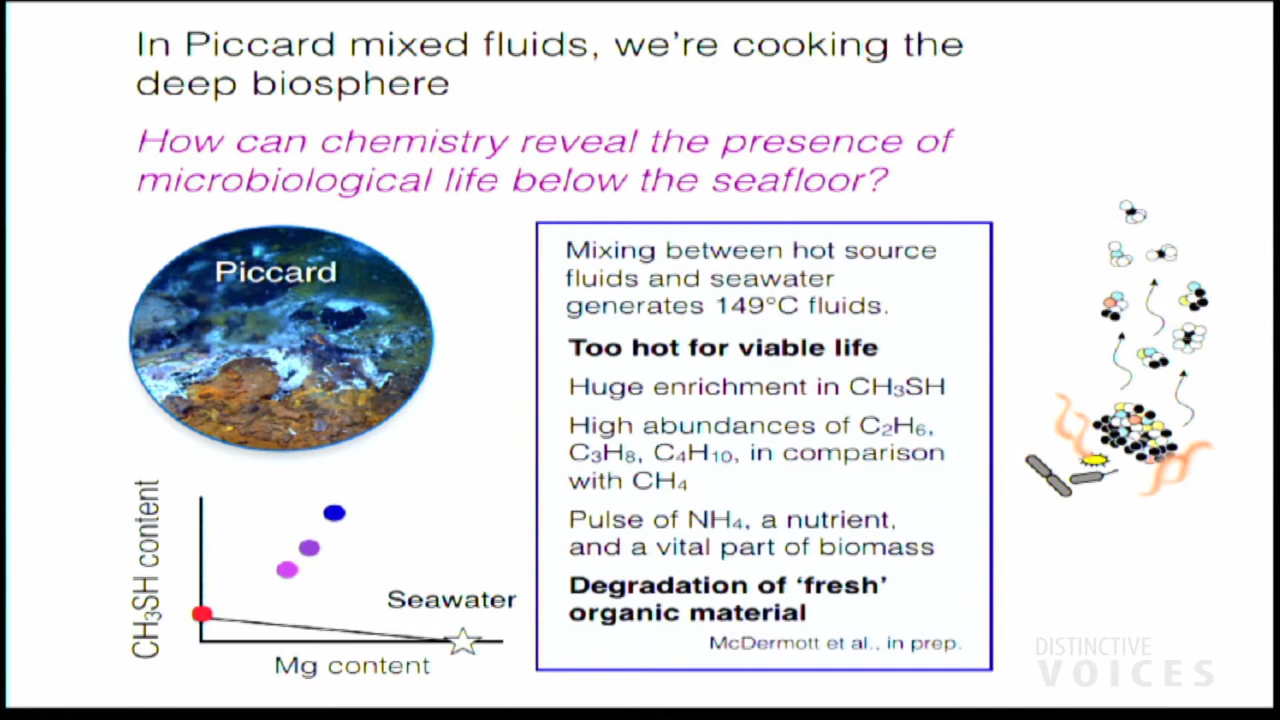 In Piccard mixed fluids, we're cooking the
deep biosphere
How can chemistry reveal the presence of
microbiological life below the seafloor?
Piccard
CH₃SH content
Seawater
Mg content
Mixing between hot source
fluids and seawater
generates 149°C fluids.
Too hot for viable life
Huge enrichment in CH₃SH
High abundances of C₂H₆,
C₃H₈, C₄H₁₀, in comparison
with CH₄
Pulse of NH₄, a nutrient,
and a vital part of biomass
Degradation of 'fresh'
organic material
McDermott et al., in prep.
DISTINCTIVE
VOICES